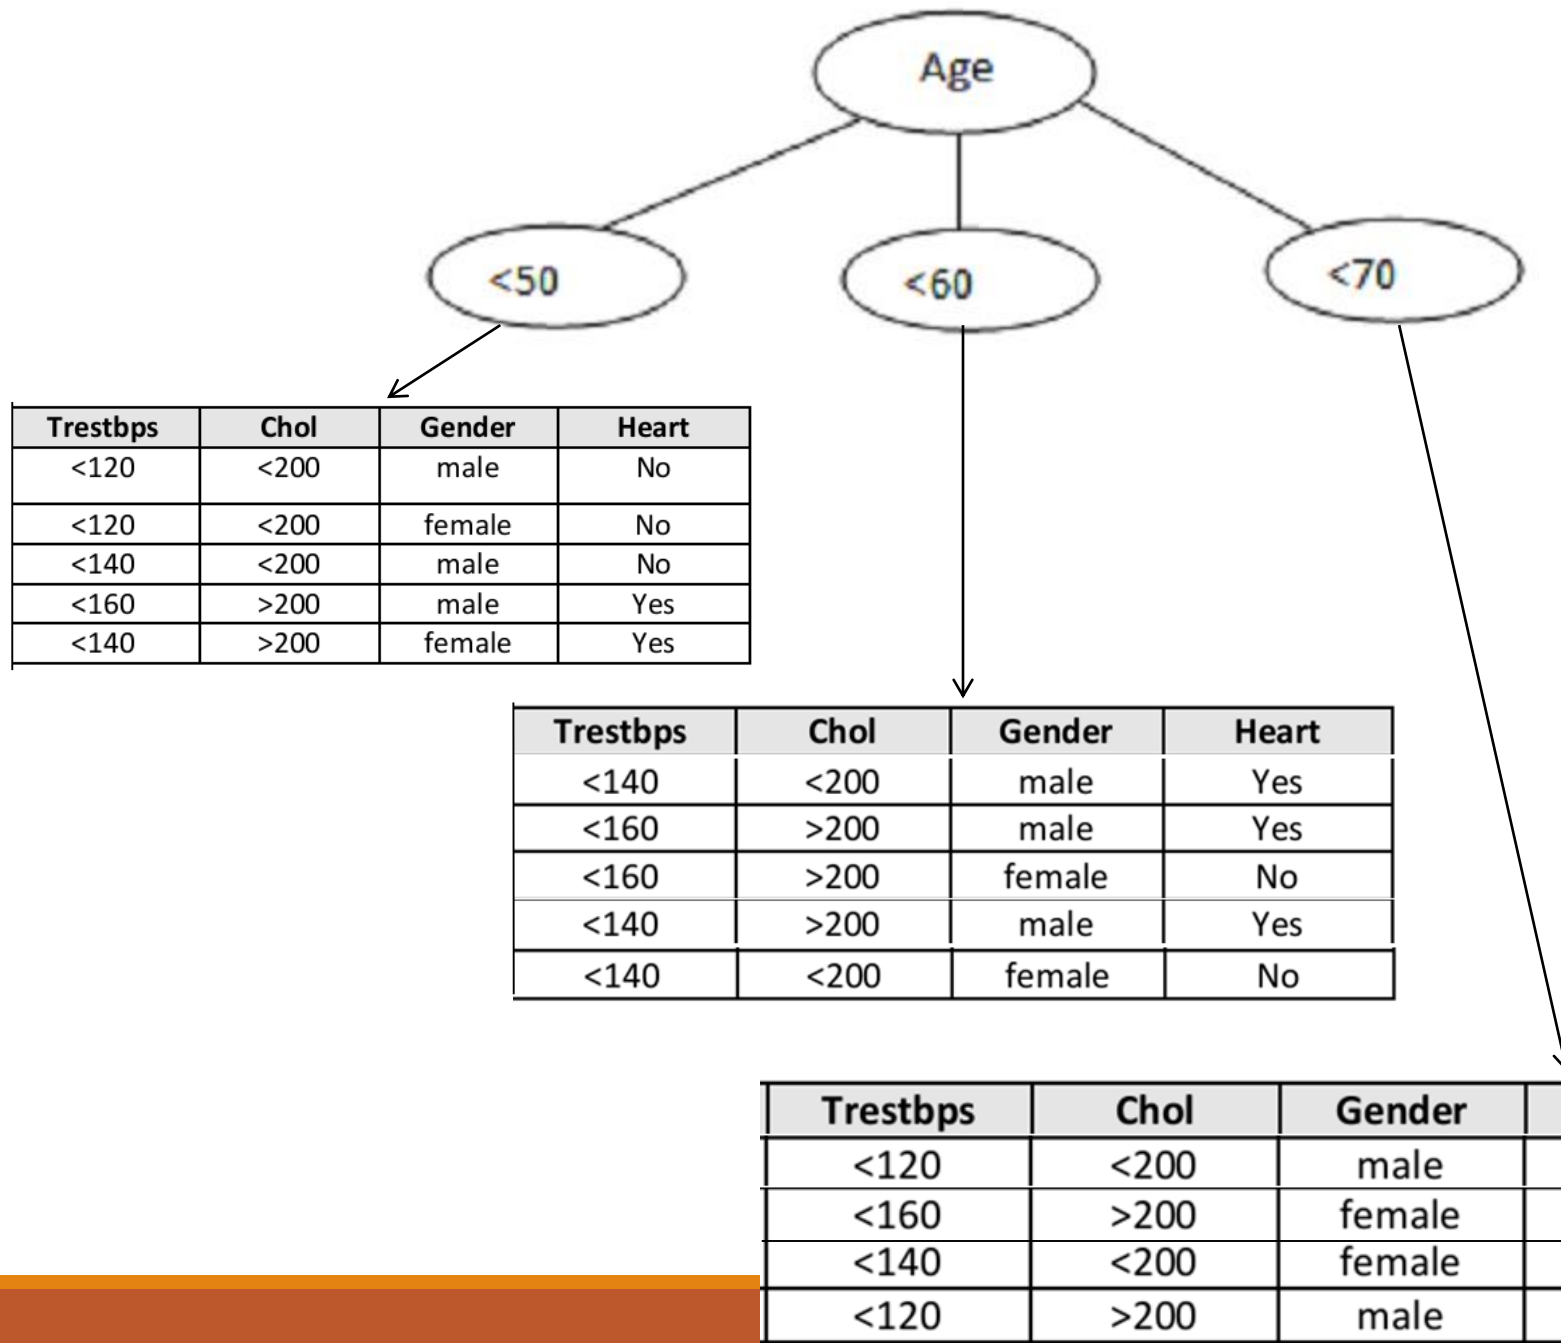 Age
<50 <60 <70
Trestbps Chol Gender Heart
<120 <200 male No
<120 <200 female No
<140 <200 male No
<160 >200 male Yes
<140 >200 female Yes
Trestbps Chol Gender Heart
<140 <200 male Yes
<160 >200 male Yes
<160 >200 female No
<140 >200 male Yes
<140 <200 female No
Trestbps Chol Gender
<120 <200 male
<160 >200 female
<140 <200 female
<120 >200 male